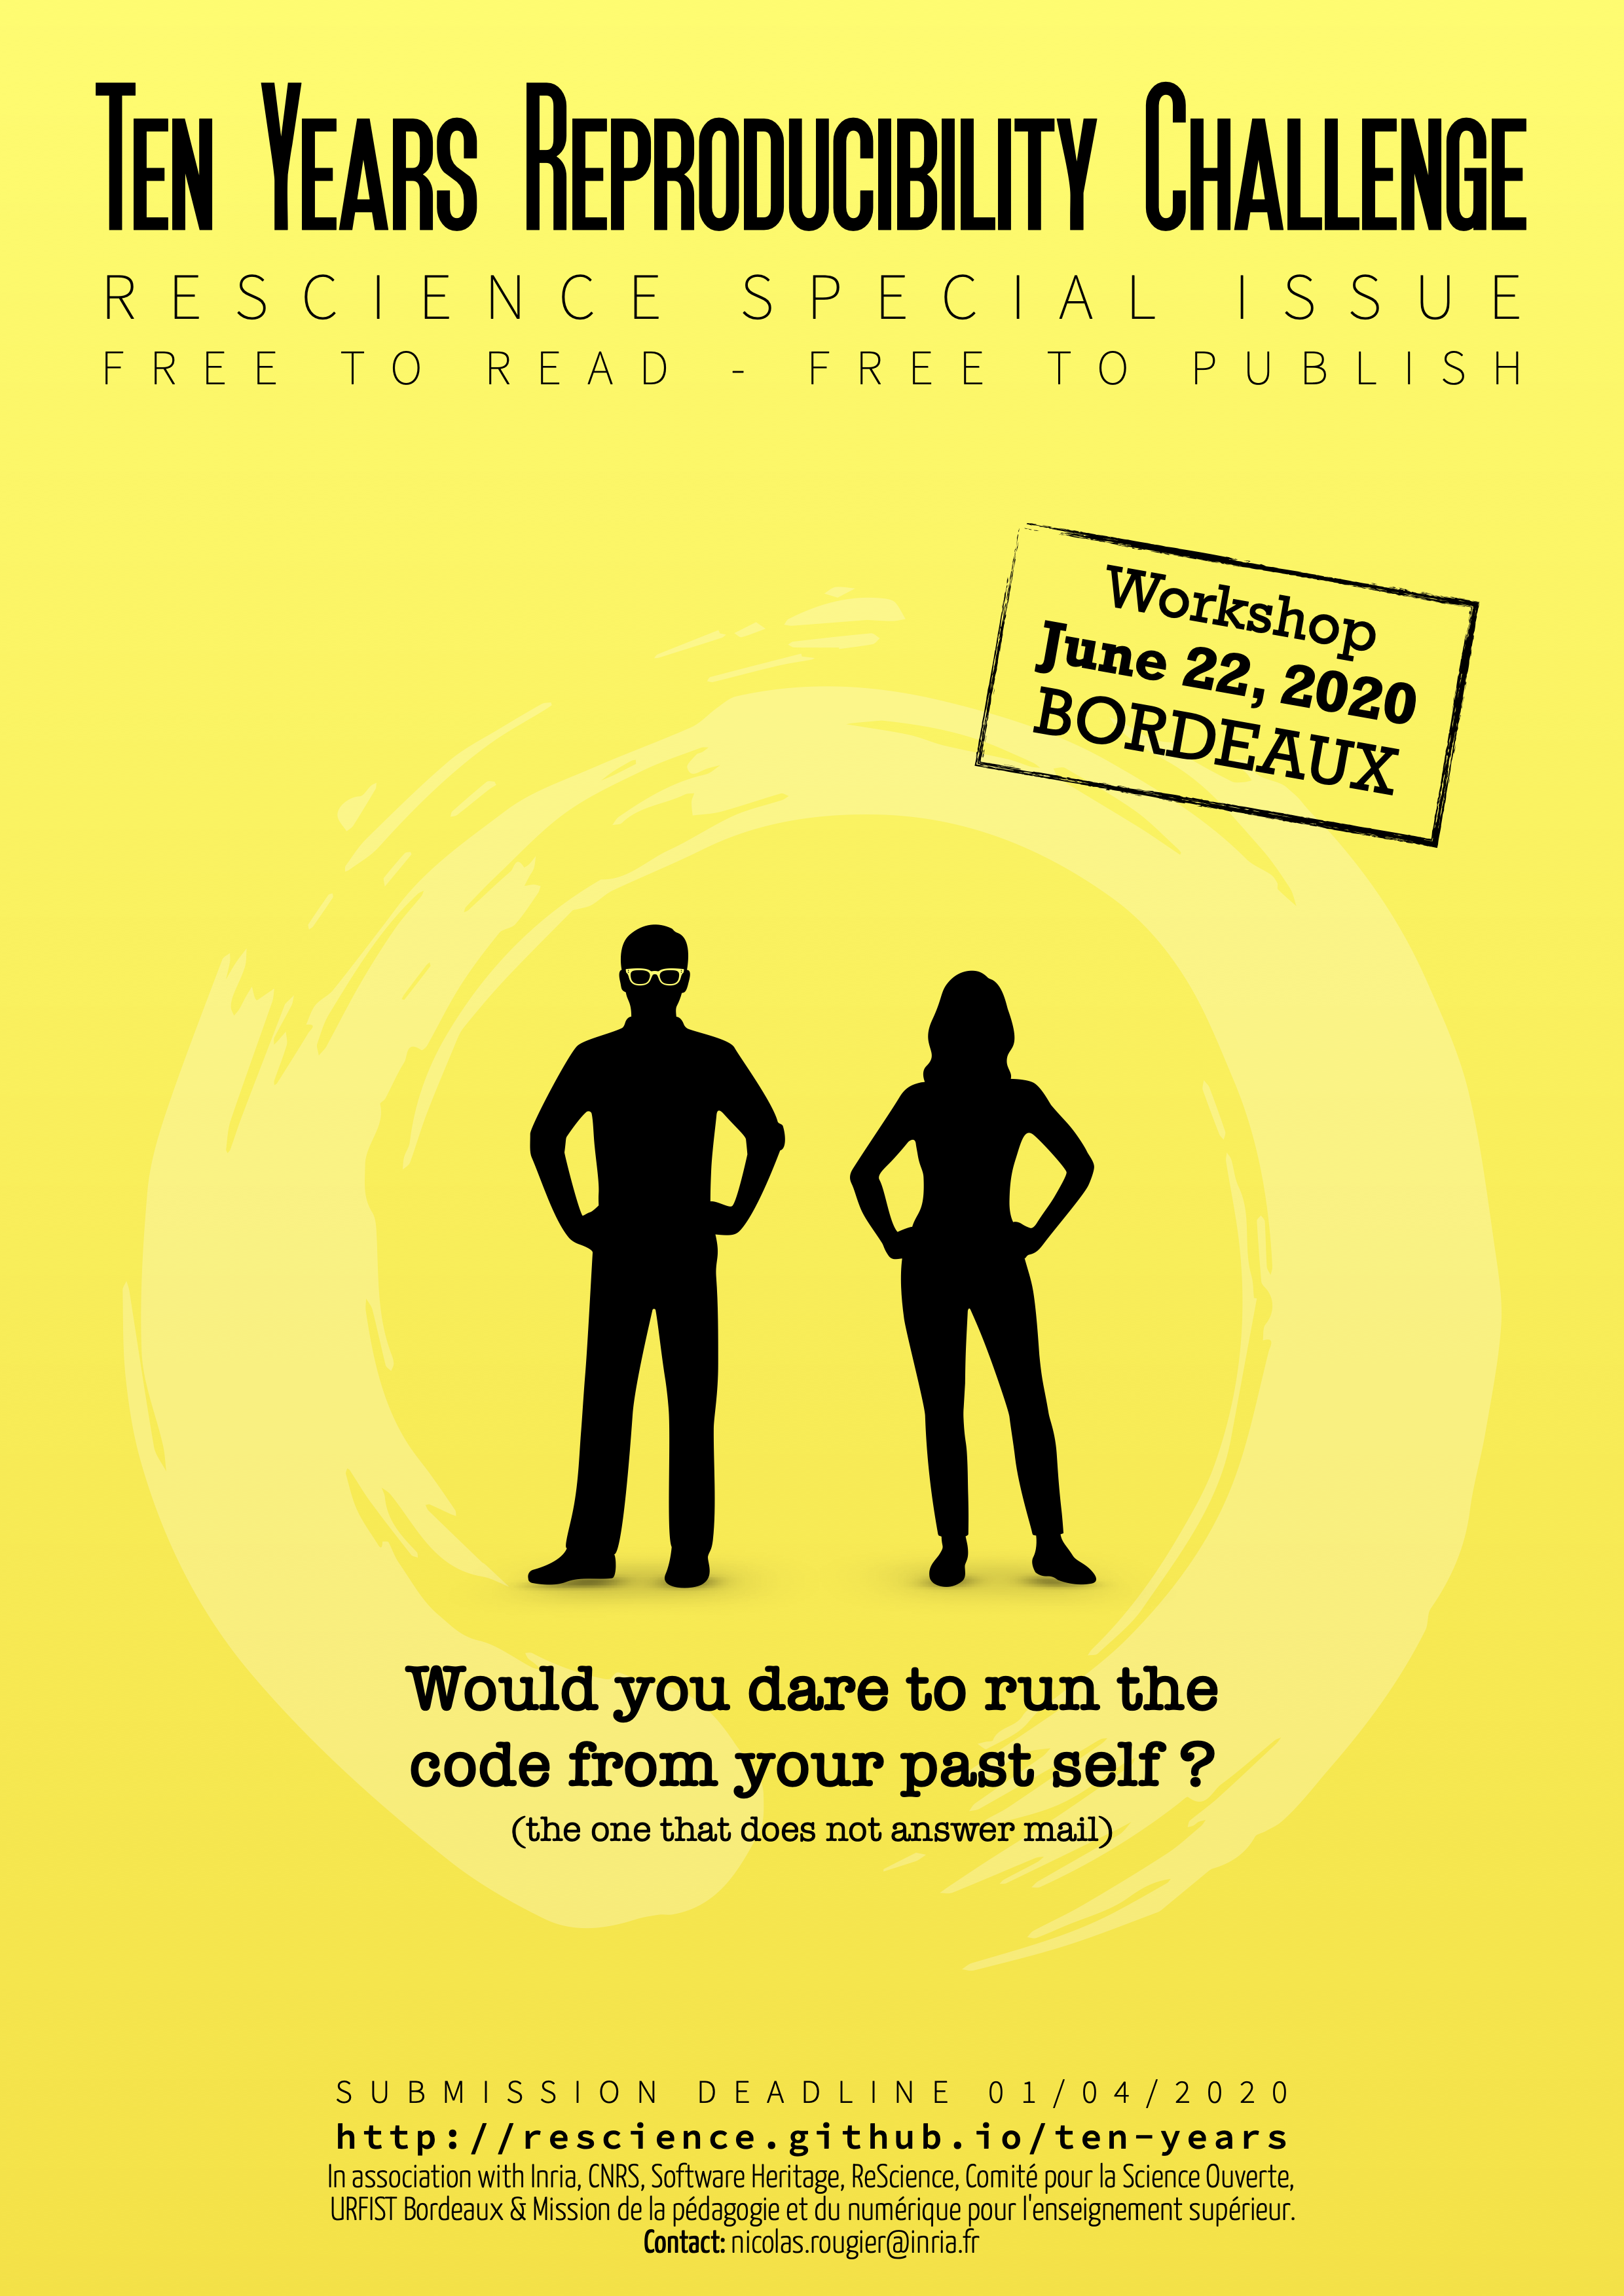 Ten Years Reproducibility Challenge
RESCIENCE SPECIAL ISSUE
FREE TO READ - FREE TO PUBLISH
Workshop
June 22, 2020
BORDEAUX
Would you dare to run the
code from your past self ?
(the one that does not answer mail)
SUBMISSION DEADLINE 01/04/2020
http://rescience.github.io/ten-years
In association with Inria, CNRS, Software Heritage, ReScience, Comité pour la Science Ouverte,
URFIST Bordeaux & Mission de la pédagogie et du numérique pour l'enseignement supérieur.
Contact: nicolas.rougier@inria.fr